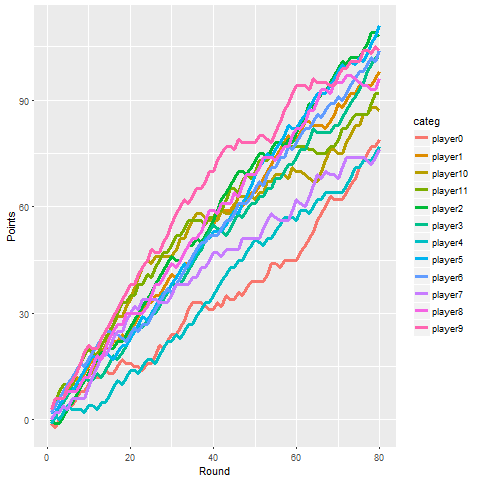 90
60
30
0
Points
0
20
40
60
80
Round
categ
player0
player1
player10
player11
player2
player3
player4
player5
player6
player7
player8
player9